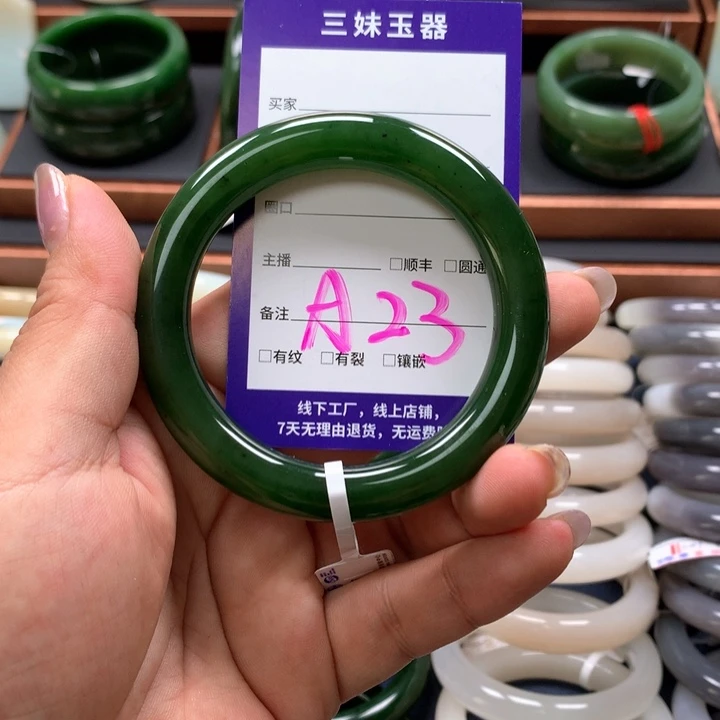 三妹玉器
买家
圈口
主播 □顺丰 □圆通
备注 A23
□有纹 □有裂 □镶嵌
线下工厂，线上店铺，
7天无理由退货，无运费